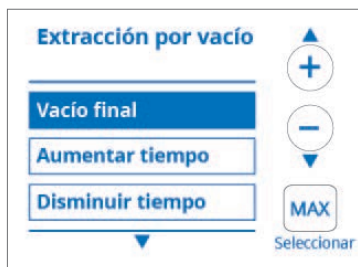 Extracción por vacío
Vacío final
Aumentar tiempo
Disminuir tiempo
+
−
MAX
Seleccionar